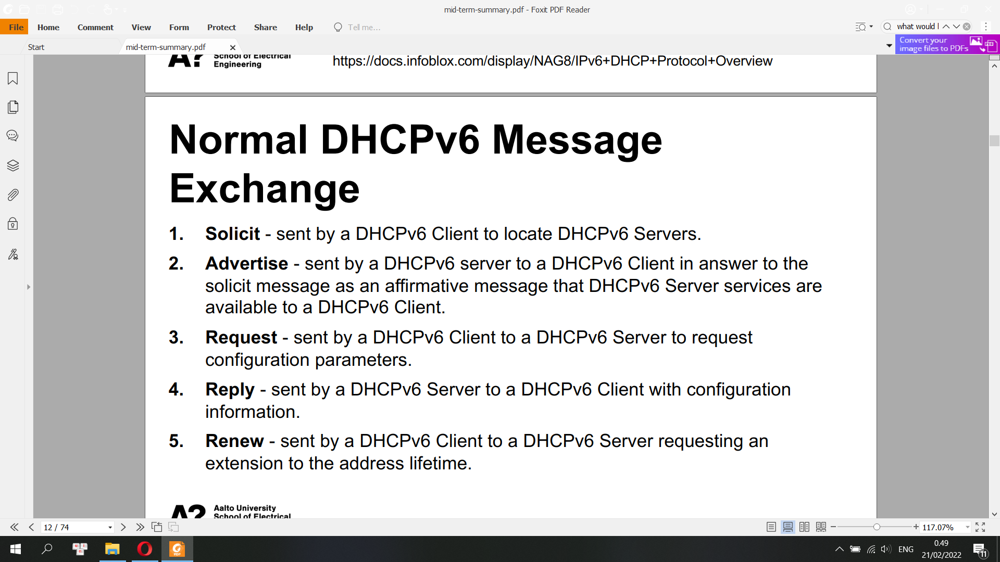 mid-term-summary.pdf - Foxit PDF Reader
File Home Comment View Form Protect Share Help Tell me...
what would l
Start mid-term-summary.pdf
Convert your
image files to PDFs
PDF
School of Electrical
Engineering
https://docs.infoblox.com/display/NAG8/IPv6+DHCP+Protocol+Overview
Normal DHCPv6 Message
Exchange
1. Solicit - sent by a DHCPv6 Client to locate DHCPv6 Servers.
2. Advertise - sent by a DHCPv6 server to a DHCPv6 Client in answer to the
solicit message as an affirmative message that DHCPv6 Server services are
available to a DHCPv6 Client.
3. Request - sent by a DHCPv6 Client to a DHCPv6 Server to request
configuration parameters.
4. Reply - sent by a DHCPv6 Server to a DHCPv6 Client with configuration
information.
5. Renew - sent by a DHCPv6 Client to a DHCPv6 Server requesting an
extension to the address lifetime.
A? Aalto University
School of Electrical
12 / 74
117.07%
ENG
0.49
21/02/2022
11